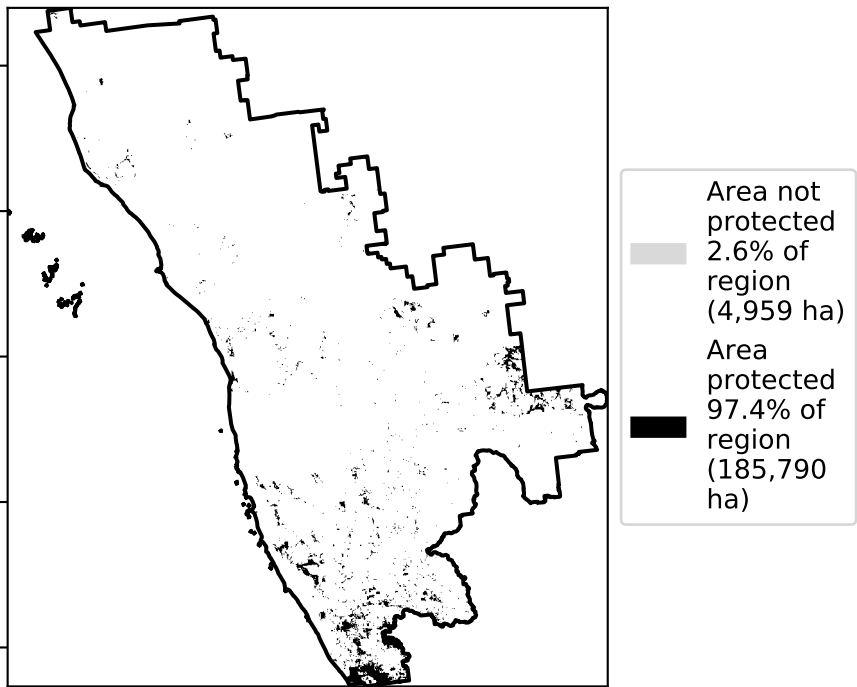 Area not
protected
2.6% of
region
(4,959 ha)
Area
protected
97.4% of
region
(185,790
ha)